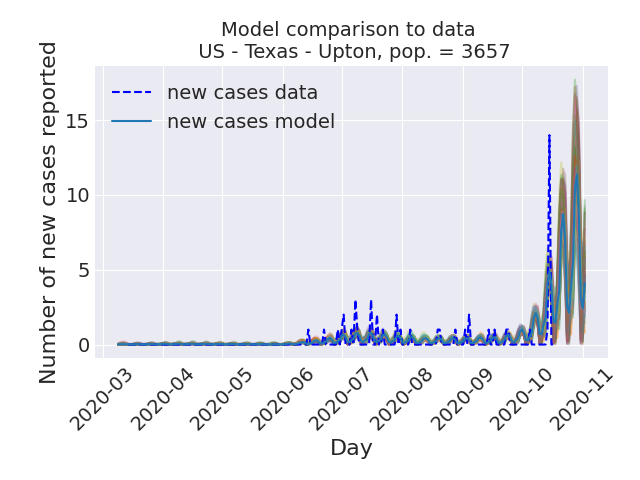 Model comparison to data
US - Texas - Upton, pop. = 3657
Number of new cases reported
15
10
5
0
new cases data
new cases model
2020-03
2020-04
2020-05
2020-06
2020-07
2020-08
2020-09
2020-10
2020-11
Day